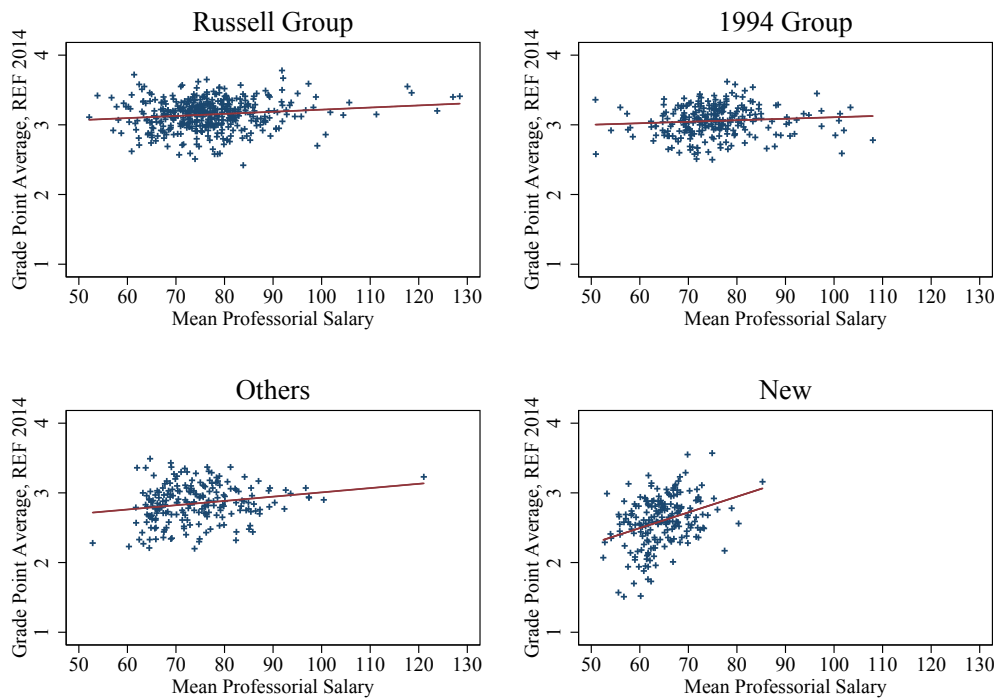 Russell Group
Grade Point Average, REF 2014
4
3
2
1
50 60 70 80 90 100 110 120 130
Mean Professorial Salary
1994 Group
Grade Point Average, REF 2014
4
3
2
1
50 60 70 80 90 100 110 120 130
Mean Professorial Salary
Others
Grade Point Average, REF 2014
4
3
2
1
50 60 70 80 90 100 110 120 130
Mean Professorial Salary
New
Grade Point Average, REF 2014
4
3
2
1
50 60 70 80 90 100 110 120 130
Mean Professorial Salary